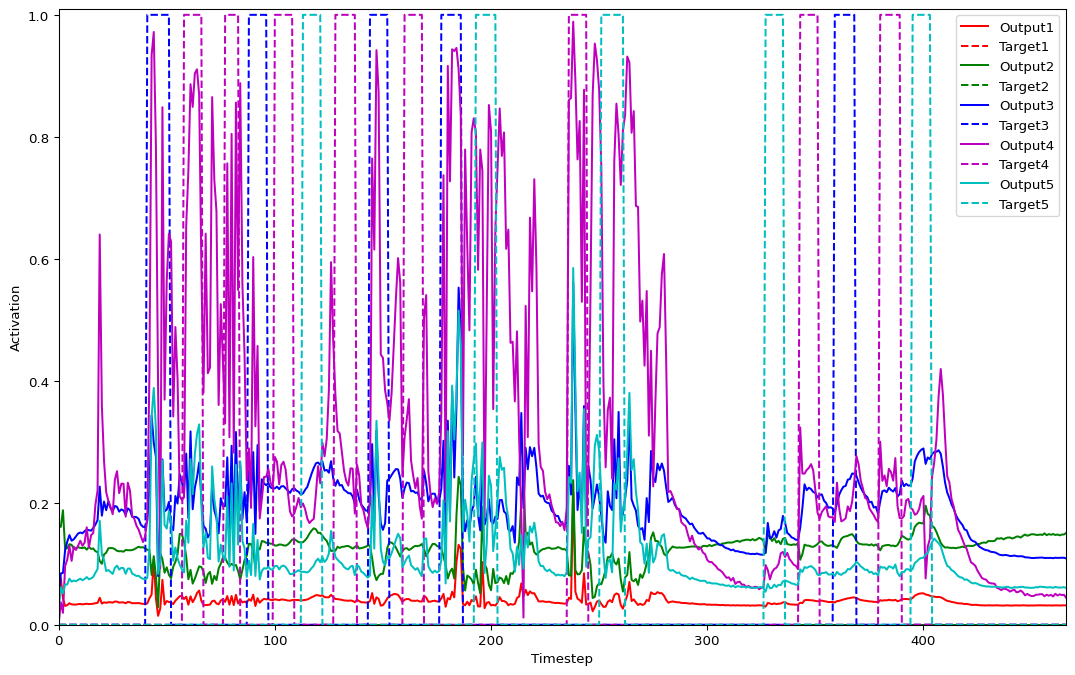 1.0
0.8
0.6
0.4
0.2
0.0
Activation
0
100
200
300
400
Timestep
Output1
Target1
Output2
Target2
Output3
Target3
Output4
Target4
Output5
Target5